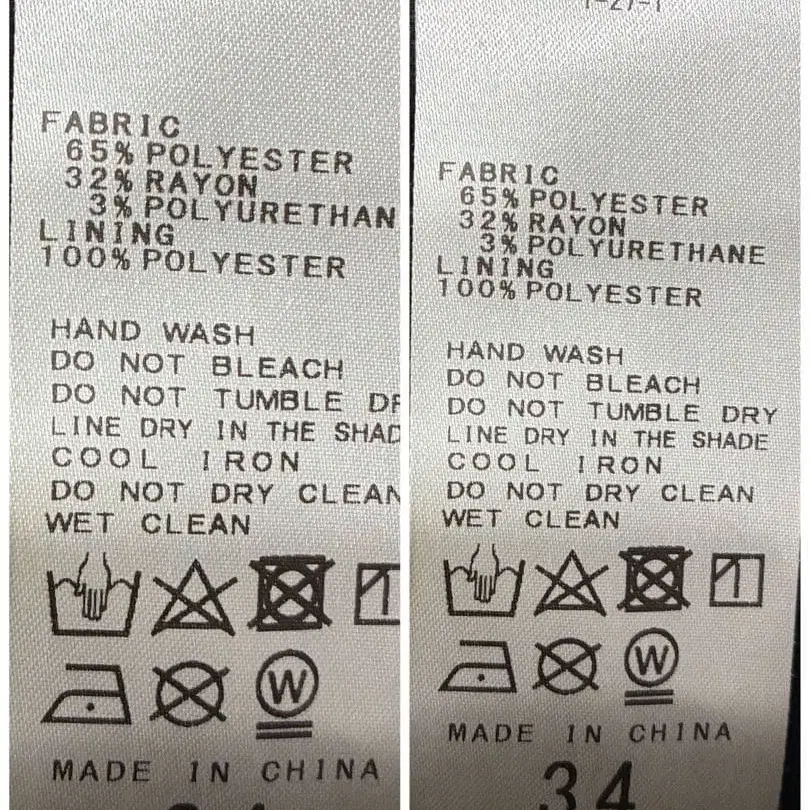 FABRIC
65% POLYESTER
32% RAYON
3% POLYURETHAN
LINING
100% POLYESTER
HAND WASH
DO NOT BLEACH
DO NOT TUMBLE
LINE DRY IN THE SHAD
COOL IRON
DO NOT DRY CLEAN
WET CLEAN
W
MADE IN CHINA
FABRIC
65% POLYESTER
32% RAYON
3% POLYURETHANE
LINING
100% POLYESTER
HAND WASH
DO NOT BLEACH
DO NOT TUMBLE DRY
LINE DRY IN THE SHADE
COOL IRON
DO NOT DRY CLEAN
WET CLEAN
W
MADE IN CHINA
34